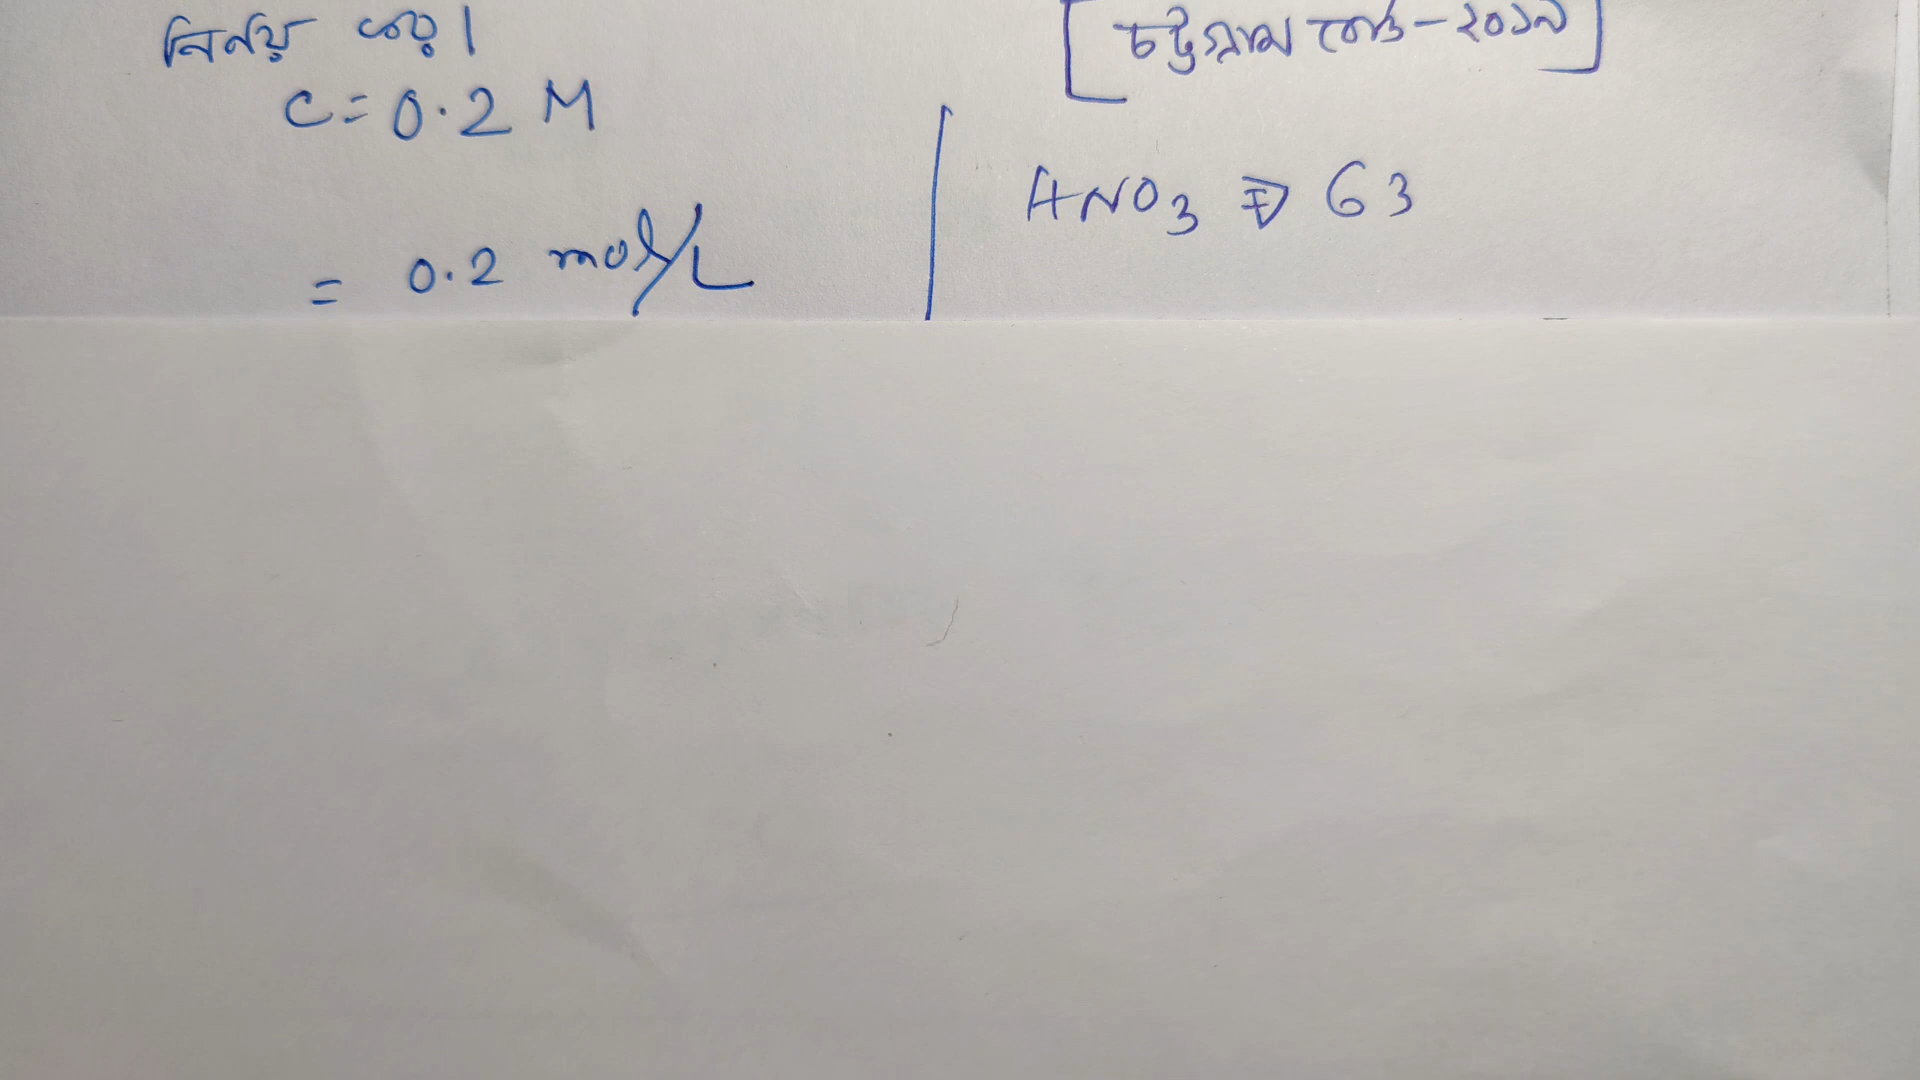 নির্ণয় কর। [চট্টগ্রাম বোর্ড-২০১৯]
C = 0.2 M
HNO3 ⇒ 63
= 0.2 mol/L